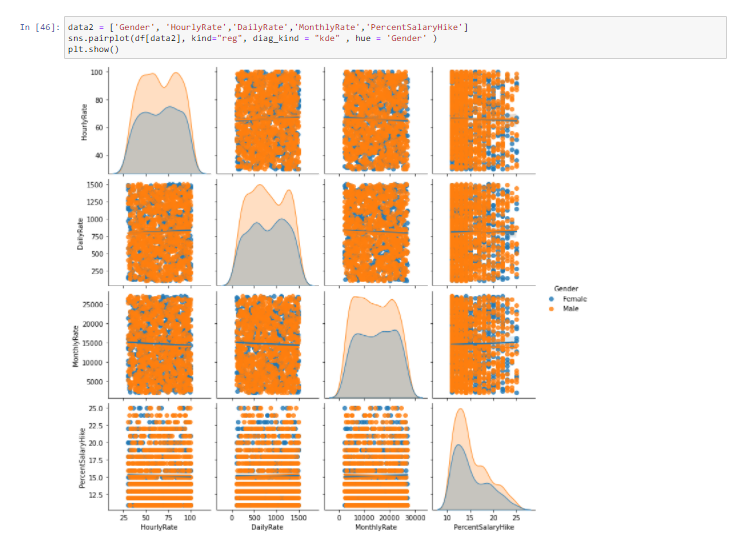 In [46]: data2 = ['Gender', 'HourlyRate','DailyRate','MonthlyRate','PercentSalaryHike']
sns.pairplot(df[data2], kind="reg", diag_kind = "kde" , hue = 'Gender' )
plt.show()
100
80
60
40
HourlyRate
1500
1250
1000
750
500
250
DailyRate
Gender
Female
Male
25000
20000
15000
10000
5000
MonthlyRate
25.0
22.5
20.0
17.5
15.0
12.5
PercentSalaryHike
25 50 75 100 0 500 1000 1500 0 10000 20000 30000 10 15 20 25
HourlyRate DailyRate MonthlyRate PercentSalaryHike